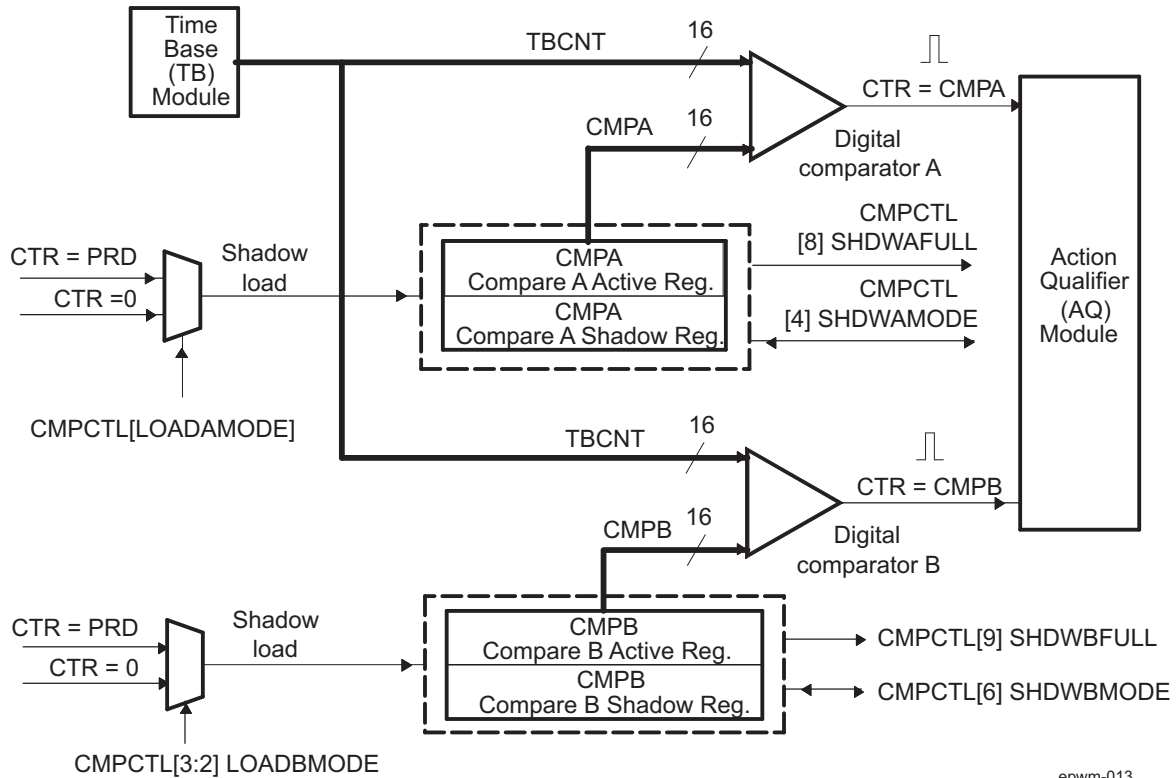 Time
Base
(TB)
Module
TBCNT
16
CTR = CMPA
16
CMPA
Digital
comparator A
CMPCTL
[8] SHDWAFULL
CTR = PRD
Shadow
load
CTR =0
CMPA
Compare A Active Reg.
CMPA
Compare A Shadow Reg.
CMPCTL
[4] SHDWAMODE
Action
Qualifier
(AQ)
Module
CMPCTL[LOADAMODE]
TBCNT
16
CTR = CMPB
16
CMPB
Digital
comparator B
CTR = PRD
Shadow
load
CTR = 0
CMPB
Compare B Active Reg.
CMPB
Compare B Shadow Reg.
CMPCTL[9] SHDWBFULL
CMPCTL[6] SHDWBMODE
CMPCTL[3:2] LOADBMODE
epwm-013